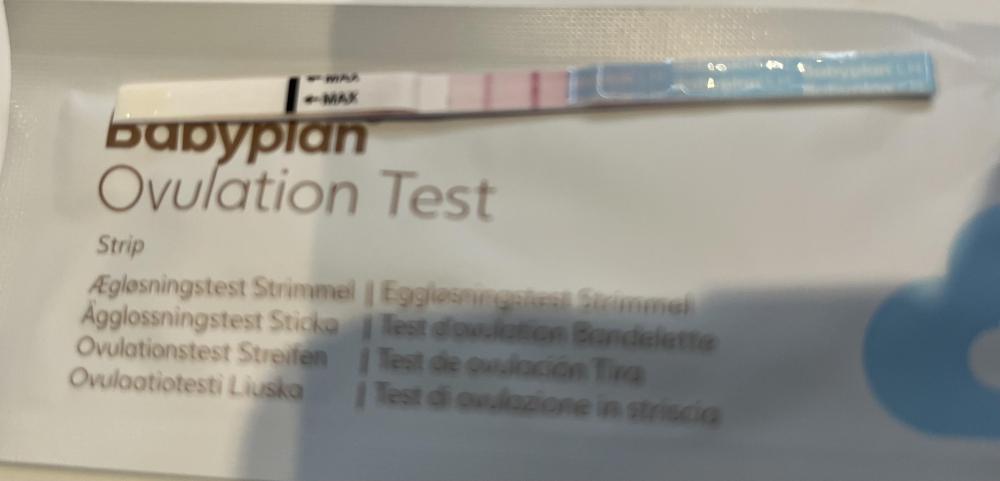 ←MAX
←MAX
Babyplan
Ovulation Test
Strip
Ægløsningstest Strimmel | Eggløsningstest Strimmel
Ägglossningstest Sticka | Test d'ovulation Bandelette
Ovulationstest Streifen | Test de ovulación Tira
Ovulaatiotesti Liuska | Test di ovulazione in striscia